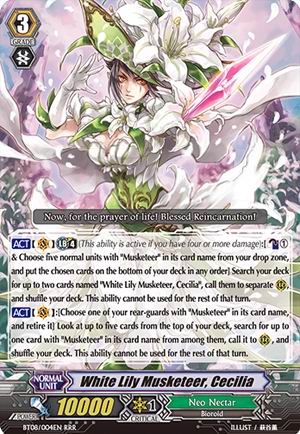 3
GRADE
Now, for the prayer of life! Blessed Reincarnation!
ACT [ ] LB 4 (This ability is active if you have four or more damage):[ 1
& Choose five normal units with "Musketeer" in its card name from your drop zone,
and put the chosen cards on the bottom of your deck in any order] Search your deck
for up to two cards named "White Lily Musketeer, Cecilia", call them to separate , and
and shuffle your deck. This ability cannot be used for the rest of that turn.
ACT [ ]:[Choose one of your rear-guards with "Musketeer" in its card name,
and retire it] Look at up to five cards from the top of your deck, search for up to
one card with "Musketeer" in its card name from among them, call it to , and
shuffle your deck. This ability cannot be used for the rest of that turn.
NORMAL
UNIT
White Lily Musketeer, Cecilia
POWER
10000
1
CRITICAL
Neo Nectar
Bioroid
BT08/004EN RRR
ILLUST / 萩谷薫